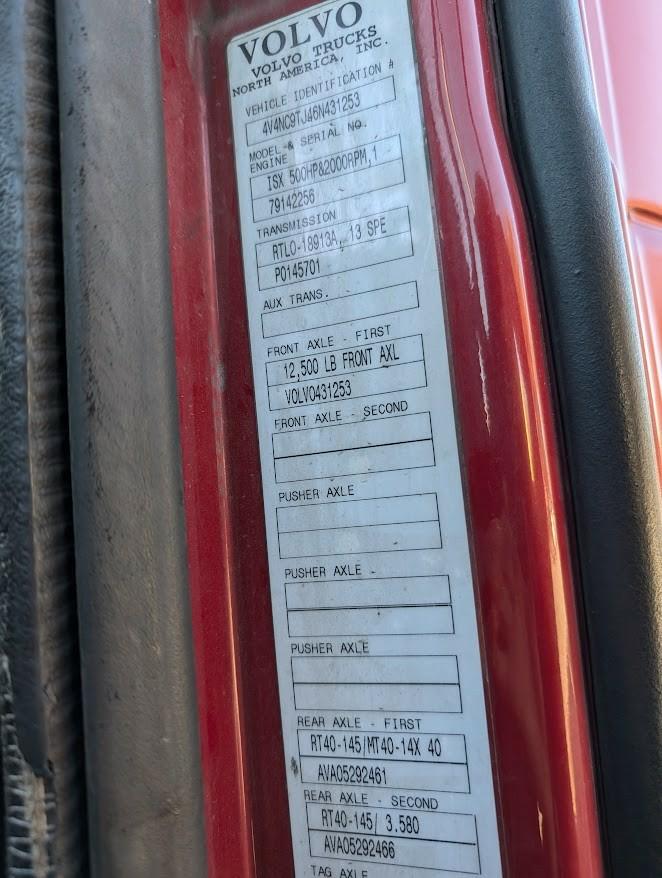 VOLVO
VOLVO TRUCKS
NORTH AMERICA, INC.
VEHICLE IDENTIFICATION #
4V4NC9TJ46N431253
MODEL & SERIAL NO.
ENGINE
ISX 500HP&2000RPM,1
79142256
TRANSMISSION
RTLO-18913A, 13 SPE
P0145701
AUX TRANS.
FRONT AXLE - FIRST
12,500 LB FRONT AXL
VOLV0431253
FRONT AXLE - SECOND
PUSHER AXLE
PUSHER AXLE -
PUSHER AXLE
REAR AXLE - FIRST
RT40-145/MT40-14X 40
AVA05292461
REAR AXLE - SECOND
RT40-145/ 3.580
AVA05292466
TAG AXLE